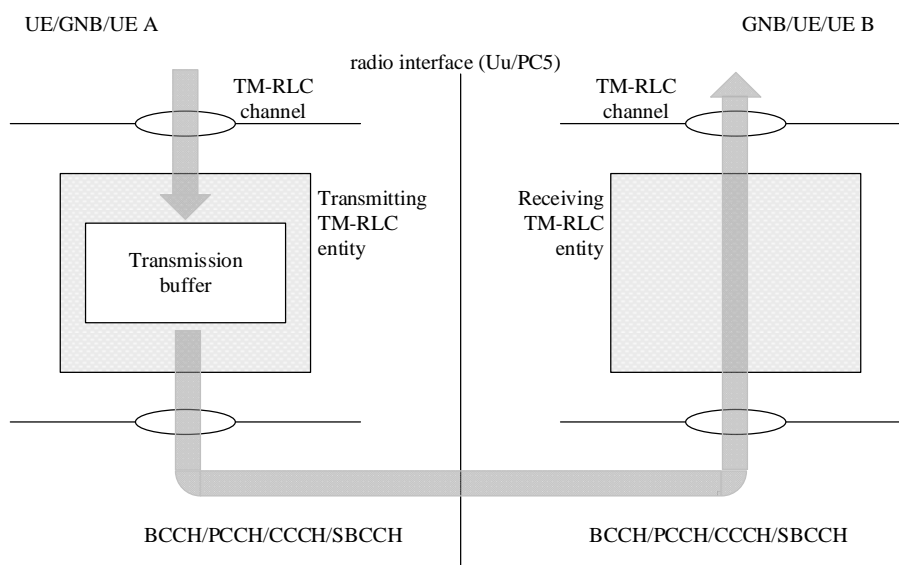 UE/GNB/UE A
GNB/UE/UE B
radio interface (Uu/PC5)
TM-RLC
channel
TM-RLC
channel
Transmitting
TM-RLC
entity
Receiving
TM-RLC
entity
Transmission
buffer
BCCH/PCCH/CCCH/SBCCH
BCCH/PCCH/CCCH/SBCCH